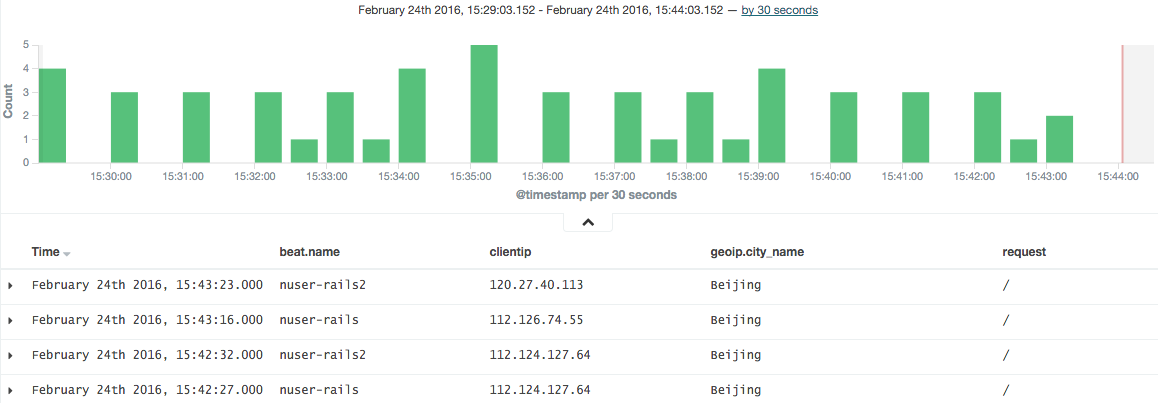 February 24th 2016, 15:29:03.152 - February 24th 2016, 15:44:03.152 — by 30 seconds
5
4
3
2
1
0
Count
15:30:00 15:31:00 15:32:00 15:33:00 15:34:00 15:35:00 15:36:00 15:37:00 15:38:00 15:39:00 15:40:00 15:41:00 15:42:00 15:43:00 15:44:00
@timestamp per 30 seconds
Time beat.name clientip geoip.city_name request
February 24th 2016, 15:43:23.000 nuser-rails2 120.27.40.113 Beijing /
February 24th 2016, 15:43:16.000 nuser-rails 112.126.74.55 Beijing /
February 24th 2016, 15:42:32.000 nuser-rails2 112.124.127.64 Beijing /
February 24th 2016, 15:42:27.000 nuser-rails 112.124.127.64 Beijing /